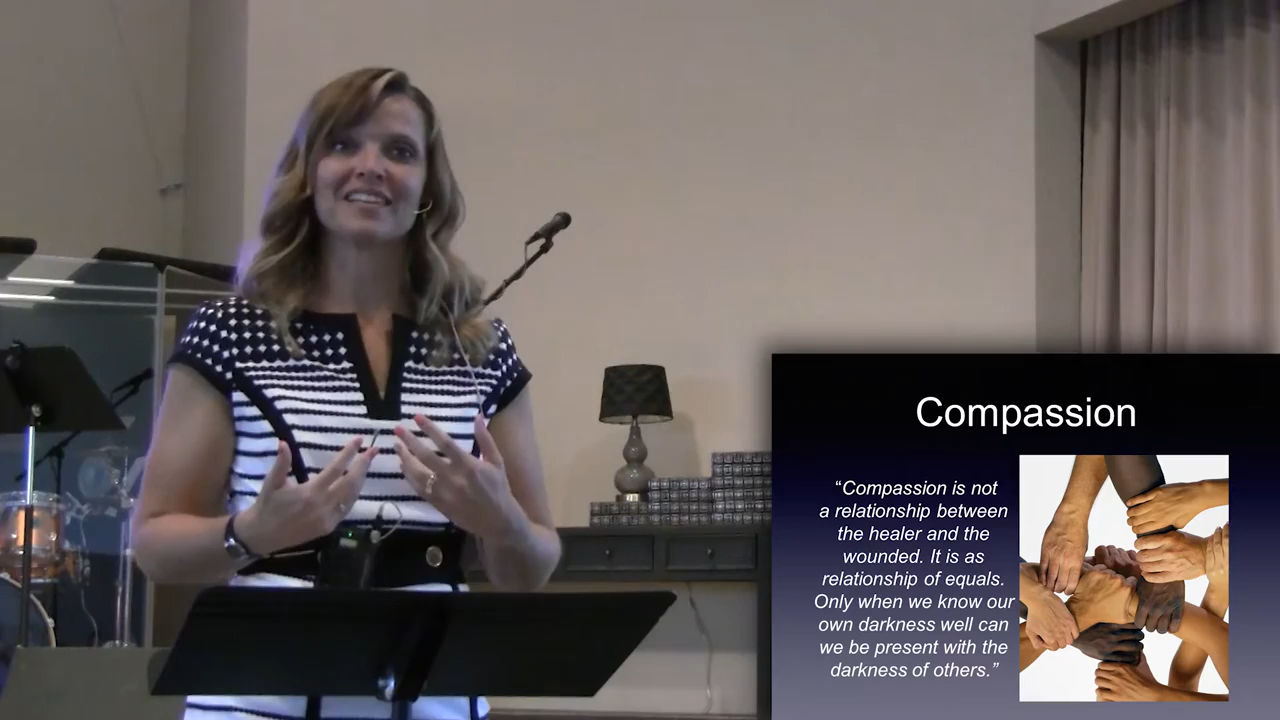 Compassion
“Compassion is not
a relationship between
the healer and the
wounded. It is as
relationship of equals.
Only when we know our
own darkness well can
we be present with the
darkness of others.”